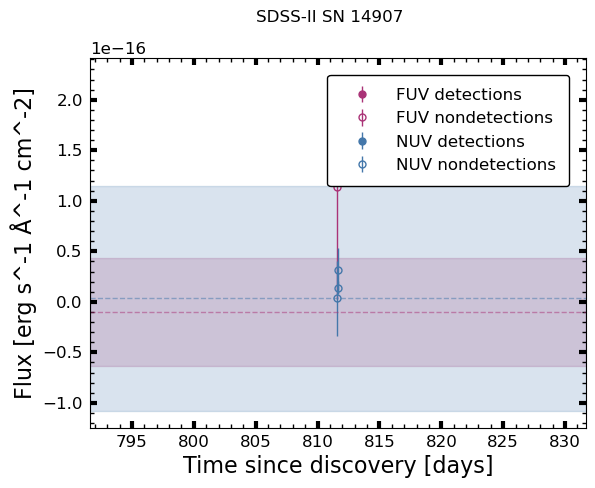 SDSS-II SN 14907
1e−16
FUV detections
FUV nondetections
NUV detections
NUV nondetections
2.0
1.5
1.0
0.5
0.0
−0.5
−1.0
Flux [erg s^-1 Å^-1 cm^-2]
795 800 805 810 815 820 825 830
Time since discovery [days]